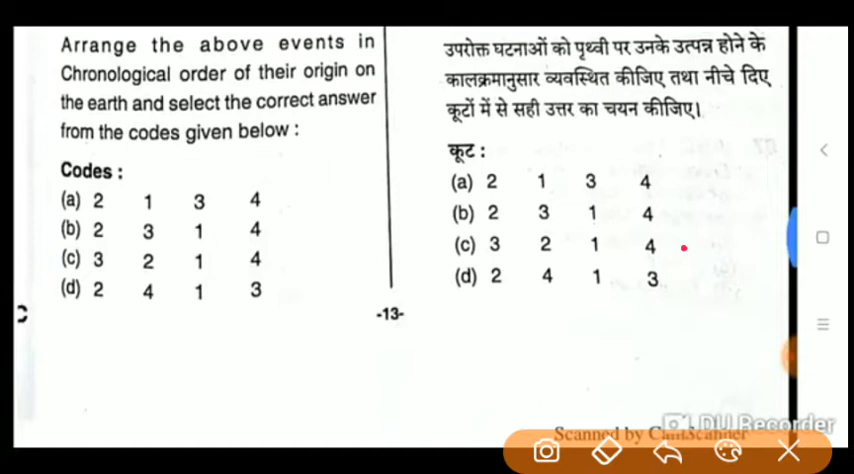 Arrange the above events in
Chronological order of their origin on
the earth and select the correct answer
from the codes given below :
Codes :
(a) 2 1 3 4
(b) 2 3 1 4
(c) 3 2 1 4
(d) 2 4 1 3
उपरोक्त घटनाओं को पृथ्वी पर उनके उत्पन्न होने के
कालक्रमानुसार व्यवस्थित कीजिए तथा नीचे दिए
कूटों में से सही उत्तर का चयन कीजिए।
कूट :
(a) 2 1 3 4
(b) 2 3 1 4
(c) 3 2 1 4
(d) 2 4 1 3
-13-
DU Recorder
Scanned by CamScanner